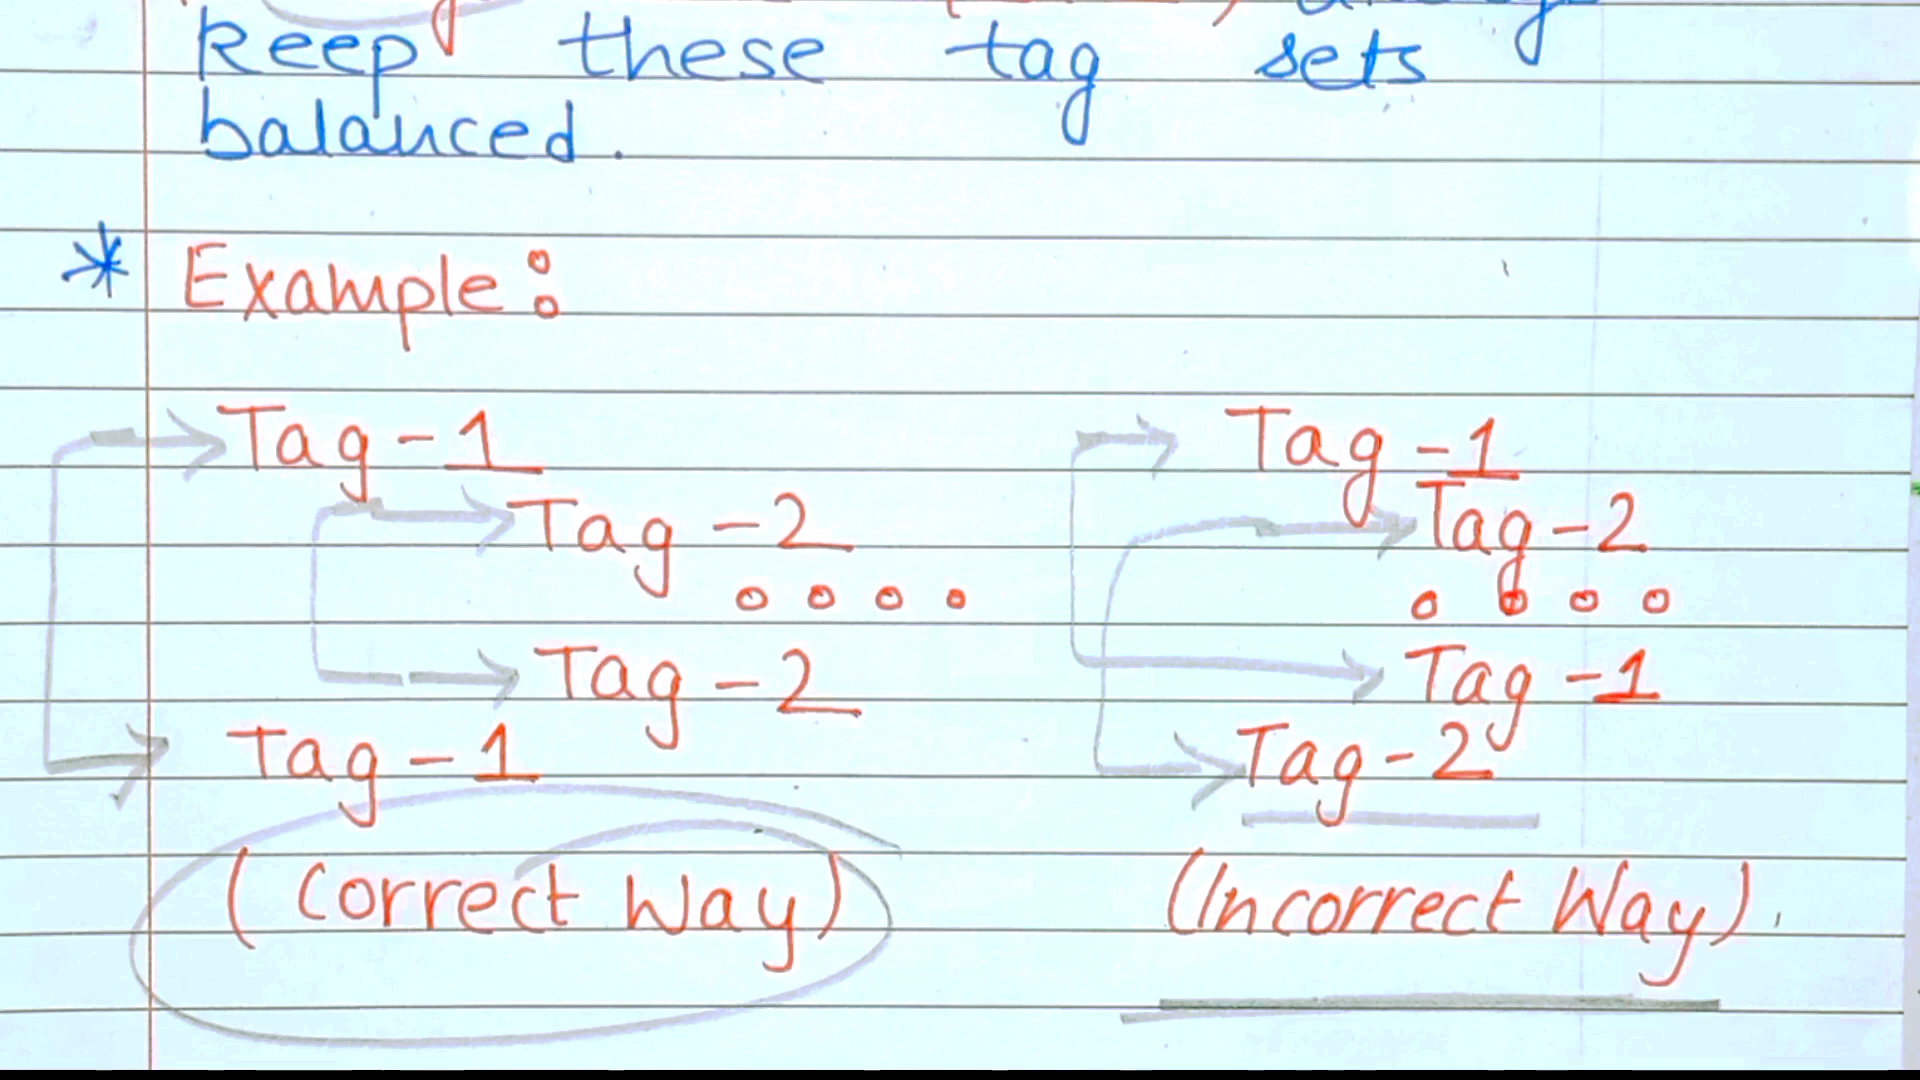 keep these tag sets
balanced.
* Example:
Tag-1 Tag-1
Tag-2 Tag-2
Tag-2 Tag-1
Tag-1 Tag-2
(Correct Way) (Incorrect Way).